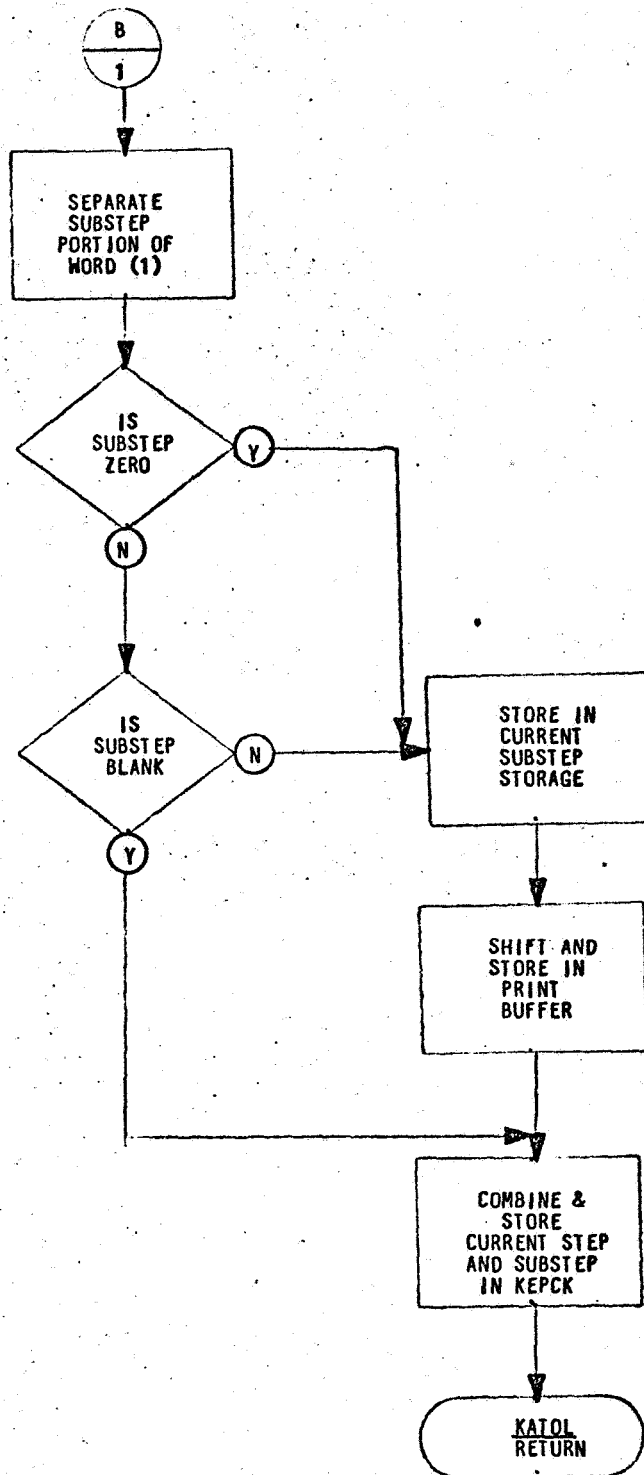 B
1
SEPARATE
SUBSTEP
PORTION OF
WORD (1)
IS
SUBSTEP
ZERO
Y
N
IS
SUBSTEP
BLANK
N
Y
STORE IN
CURRENT
SUBSTEP
STORAGE
SHIFT AND
STORE IN
PRINT
BUFFER
COMBINE &
STORE
CURRENT STEP
AND SUBSTEP
IN KEPCK
KATOL
RETURN